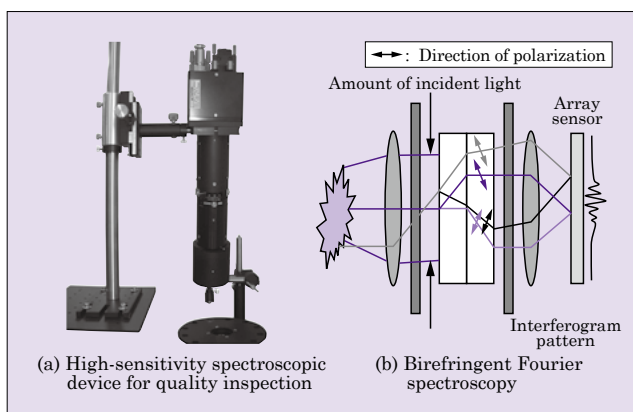 ↔: Direction of polarization
Amount of incident light
Array
sensor
Interferogram
pattern
(a) High-sensitivity spectroscopic
device for quality inspection
(b) Birefringent Fourier
spectroscopy